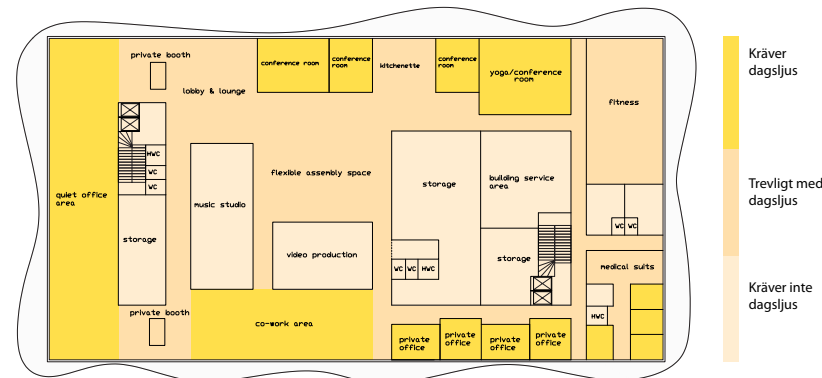 private booth
lobby & lounge
conference room
conference
room
kitchenette
conference
room
yoga/conference
room
fitness
HWC
WC
WC
quiet office
area
storage
music studio
flexible assembly space
video production
storage
building service
area
storage
WC
WC
HWC
WC
WC
medical suits
HWC
private booth
co-work area
private
office
private
office
private
office
private
office
Kräver
dagsljus
Trevligt med
dagsljus
Kräver inte
dagsljus